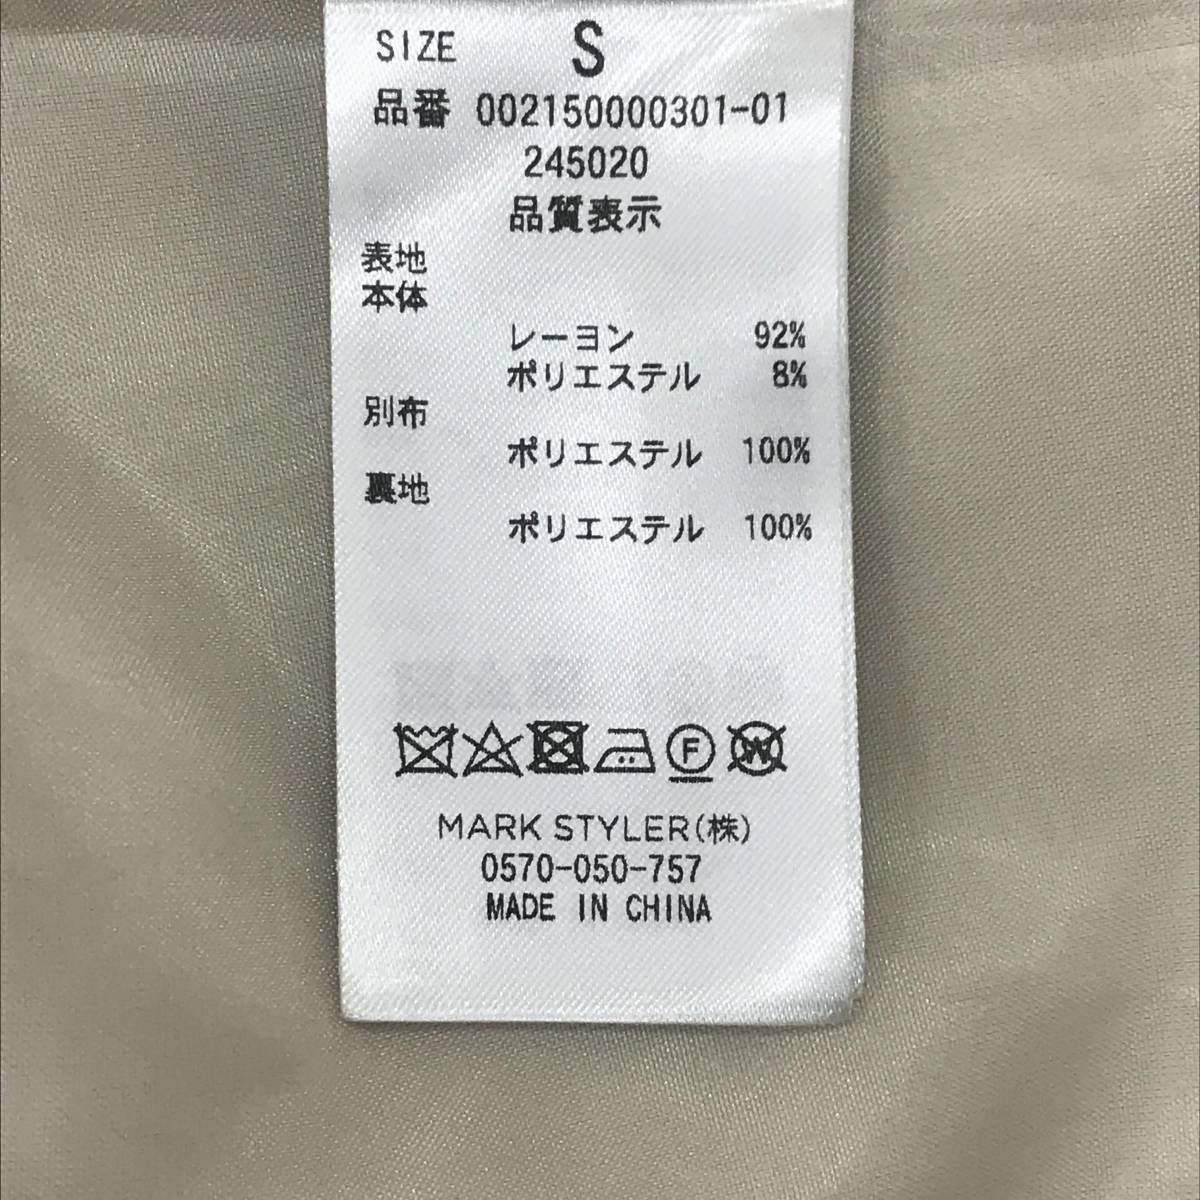 SIZE S
品番 002150000301-01
245020
品質表示
表地
本体
レーヨン 92%
ポリエステル 8%
別布
ポリエステル 100%
裏地
ポリエステル 100%
F W
MARK STYLER(株)
0570-050-757
MADE IN CHINA